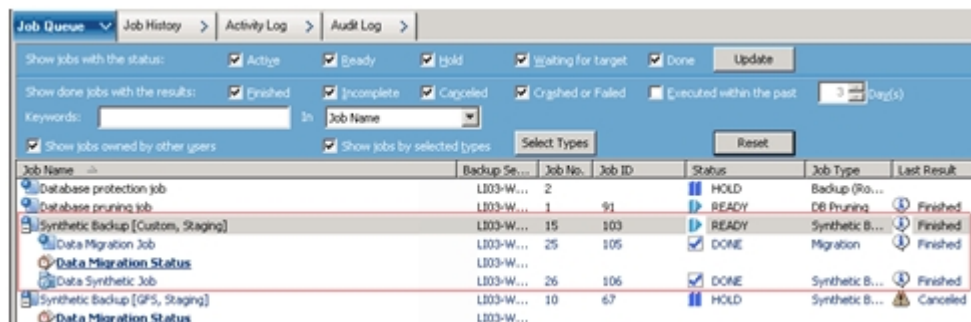 Job Queue Job History Activity Log Audit Log
Show jobs with the status: Active Ready Hold Waiting for target Done Update
Show done jobs with the results: Finished Incomplete Canceled Crashed or Failed Executed within the past 3 Day(s)
Keywords: In Job Name
Show jobs owned by other users Show jobs by selected types Select Types Reset
Job Name Backup Se... Job No. Job ID Status Job Type Last Result
Database protection job LI03-W... 2 HOLD Backup (Ro...
Database pruning job LI03-W... 1 91 READY DB Pruning Finished
Synthetic Backup [Custom, Staging] LI03-W... 15 103 READY Synthetic B... Finished
Data Migration Job LI03-W... 25 105 DONE Migration Finished
Data Migration Status LI03-W...
Data Synthetic Job LI03-W... 26 106 DONE Synthetic B... Finished
Synthetic Backup [GFS, Staging] LI03-W... 10 67 HOLD Synthetic B... Canceled
Data Migration Status LI03-W...